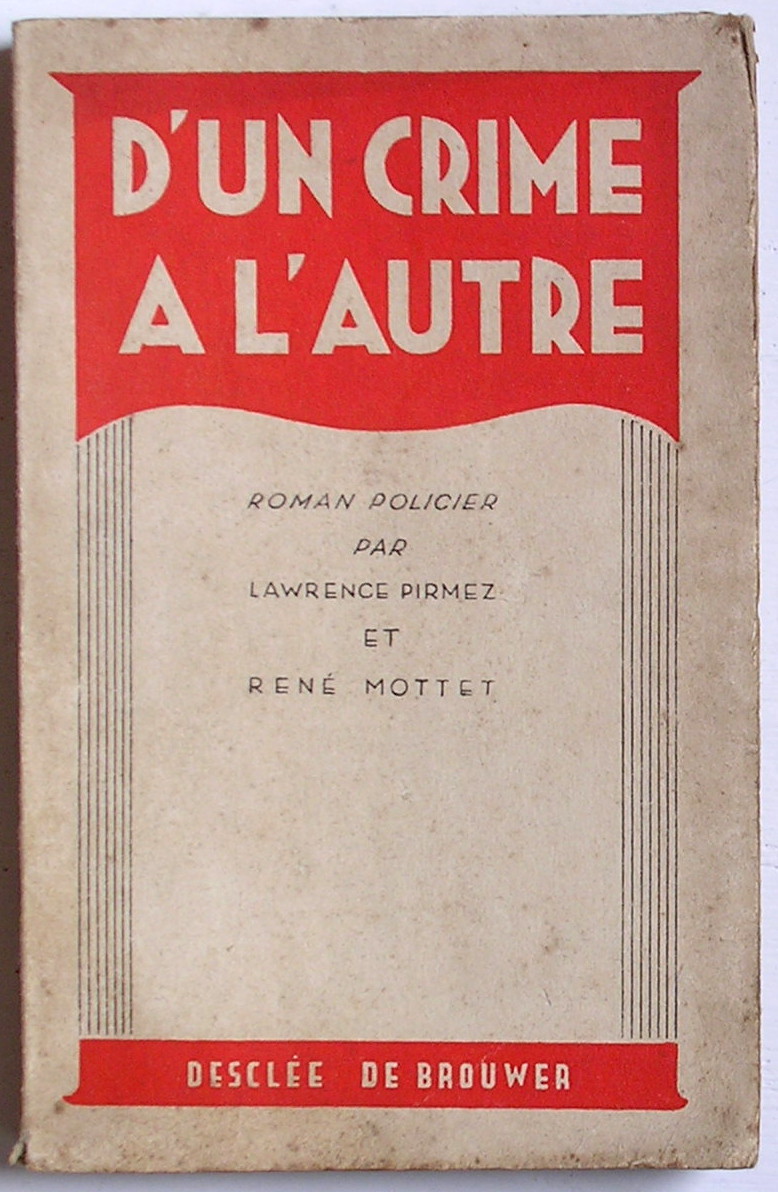 D'UN CRIME
A L'AUTRE
ROMAN POLICIER
PAR
LAWRENCE PIRMEZ
ET
RENÉ MOTTET
DESCLÉE DE BROUWER